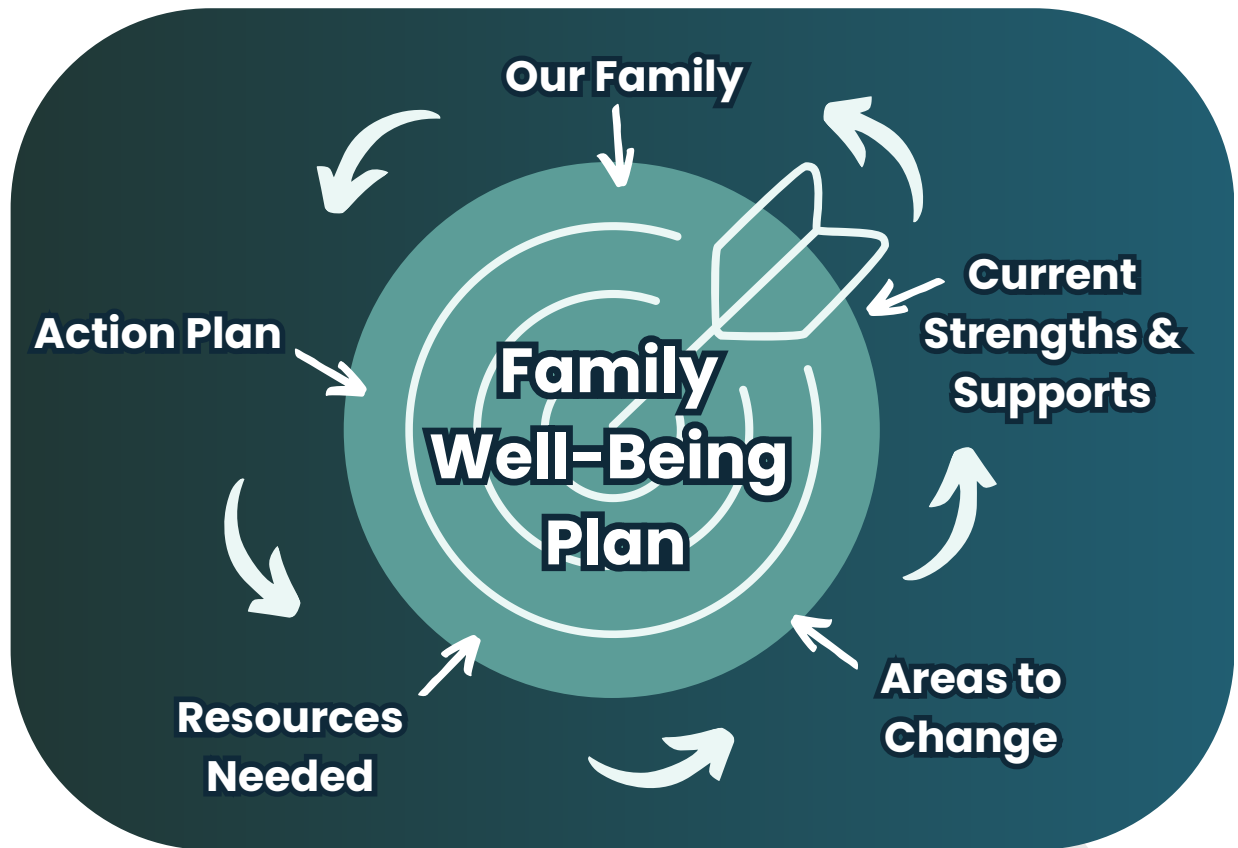 Our Family
Current
Strengths &
Supports
Action Plan
Family
Well-Being
Plan
Areas to
Change
Resources
Needed